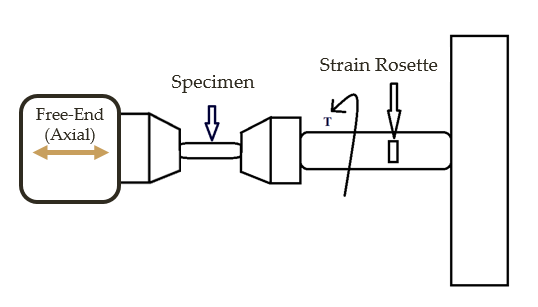 Strain Rosette
Specimen
Free-End
(Axial)
T